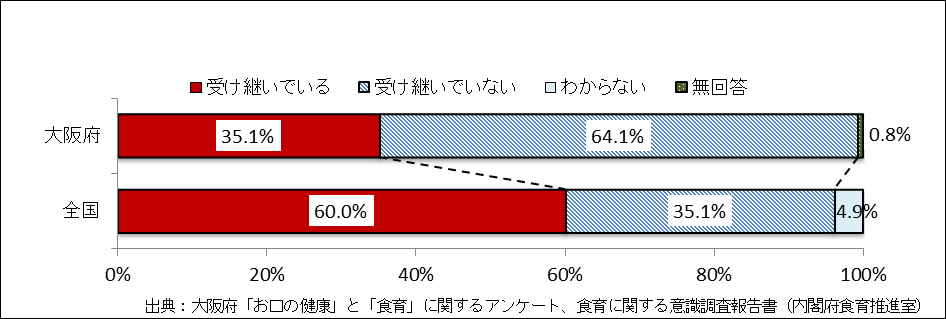 受け継いでいる 受け継いでいない わからない 無回答
大阪府 35.1% 64.1% 0.8%
全国 60.0% 35.1% 4.9%
0% 20% 40% 60% 80% 100%
出典：大阪府「お口の健康」と「食育」に関するアンケート、食育に関する意識調査報告書（内閣府食育推進室）